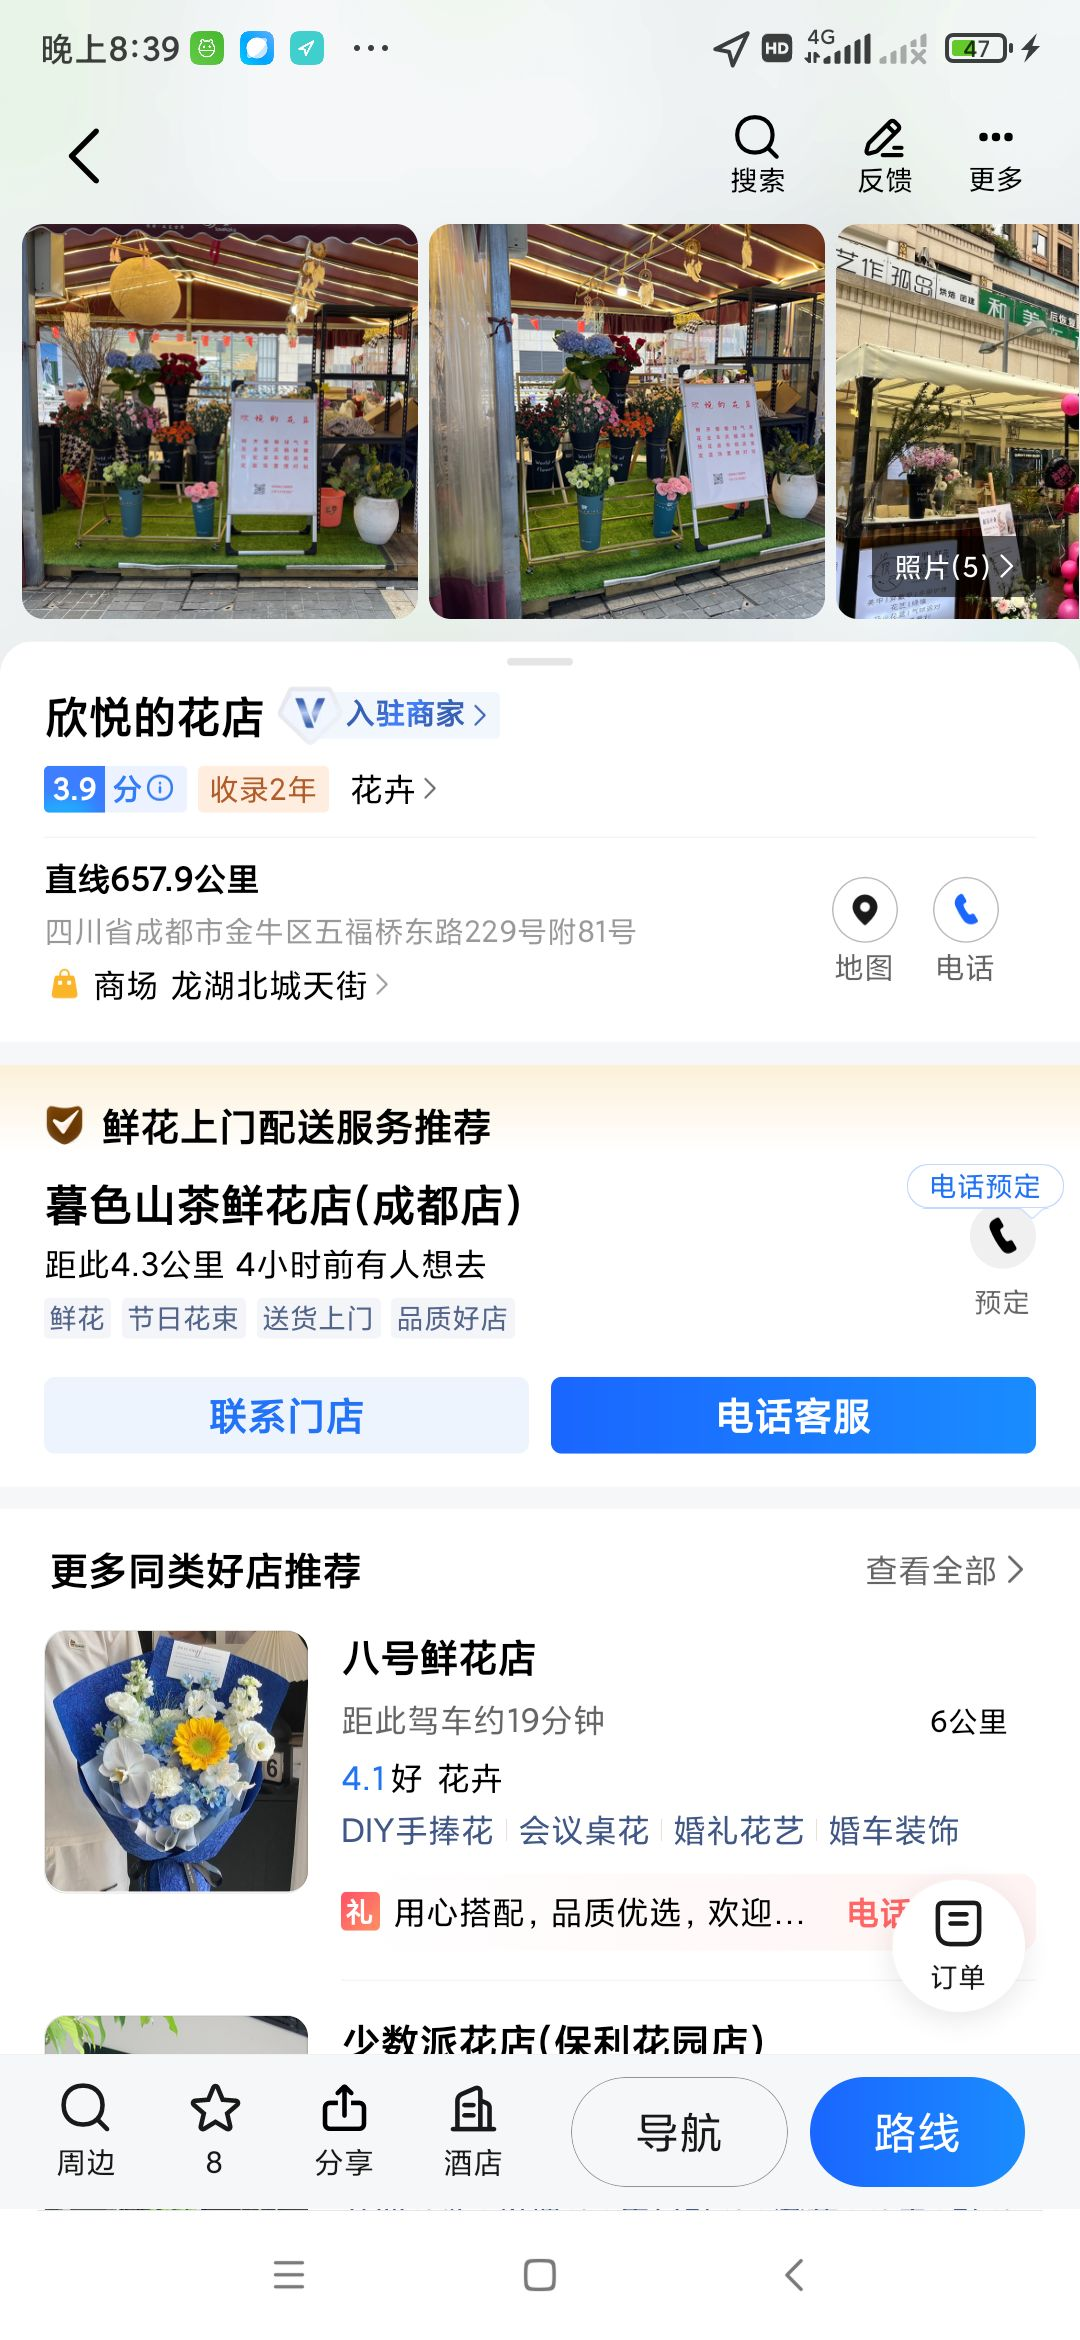 晚上8:39
HD
4G
47
搜索
反馈
更多
欣悦的花店
艺作孤岛
和美
照片(5)
欣悦的花店
入驻商家
3.9分
收录2年
花卉
直线657.9公里
四川省成都市金牛区五福桥东路229号附81号
商场 龙湖北城天街
地图
电话
鲜花上门配送服务推荐
暮色山茶鲜花店(成都店)
电话预定
距此4.3公里 4小时前有人想去
预定
鲜花 节日花束 送货上门 品质好店
联系门店
电话客服
更多同类好店推荐
查看全部
八号鲜花店
距此驾车约19分钟
6公里
4.1好 花卉
DIY手捧花 会议桌花 婚礼花艺 婚车装饰
礼 用心搭配，品质优选，欢迎...
电话
订单
少数派花店(保利花园店)
周边
8
分享
酒店
导航
路线